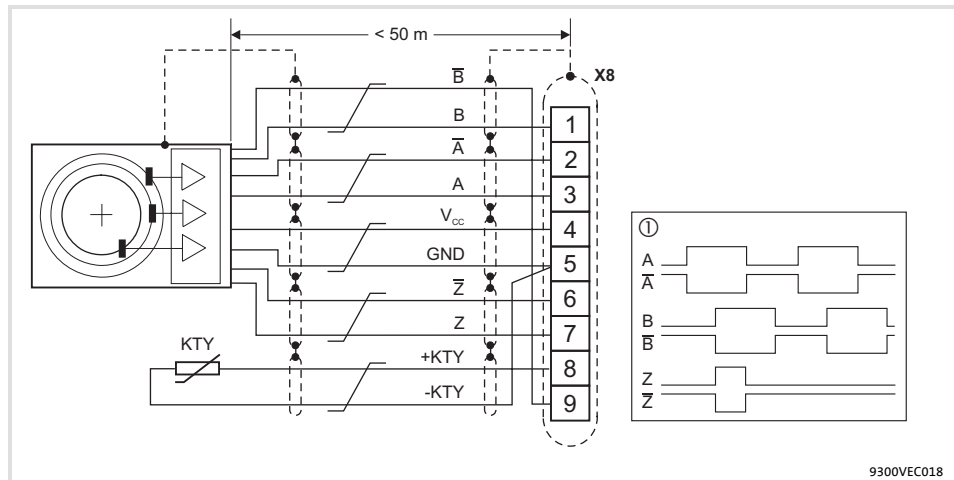 < 50 m
X8
B̅
B
A̅
A
V_CC
GND
Z̅
Z
KTY
+KTY
-KTY
1
2
3
4
5
6
7
8
9
①
A
A̅
B
B̅
Z
Z̅
9300VEC018